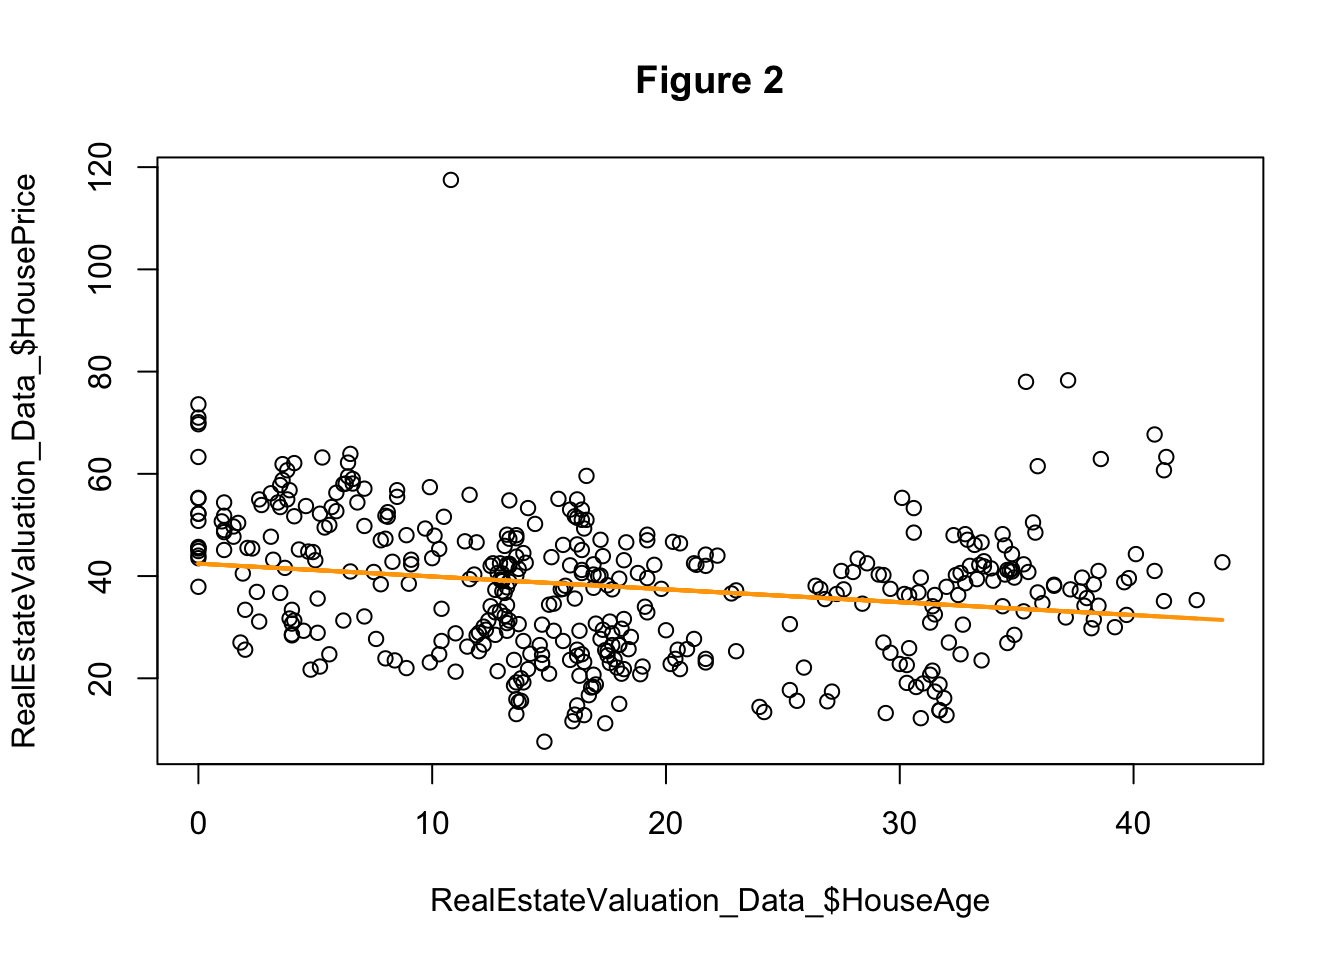 Figure 2
RealEstateValuation_Data_$HousePrice
120
100
80
60
40
20
0 10 20 30 40
RealEstateValuation_Data_$HouseAge